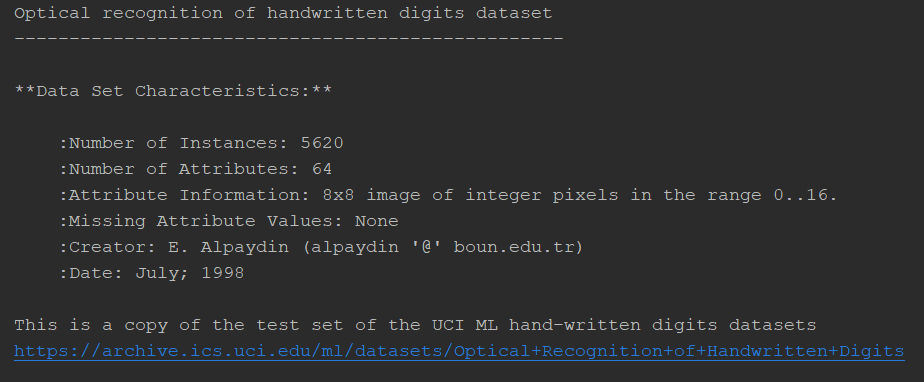 Optical recognition of handwritten digits dataset
--------------------------------------------------
**Data Set Characteristics:**
:Number of Instances: 5620
:Number of Attributes: 64
:Attribute Information: 8x8 image of integer pixels in the range 0..16.
:Missing Attribute Values: None
:Creator: E. Alpaydin (alpaydin '@' boun.edu.tr)
:Date: July; 1998
This is a copy of the test set of the UCI ML hand-written digits datasets
https://archive.ics.uci.edu/ml/datasets/Optical+Recognition+of+Handwritten+Digits